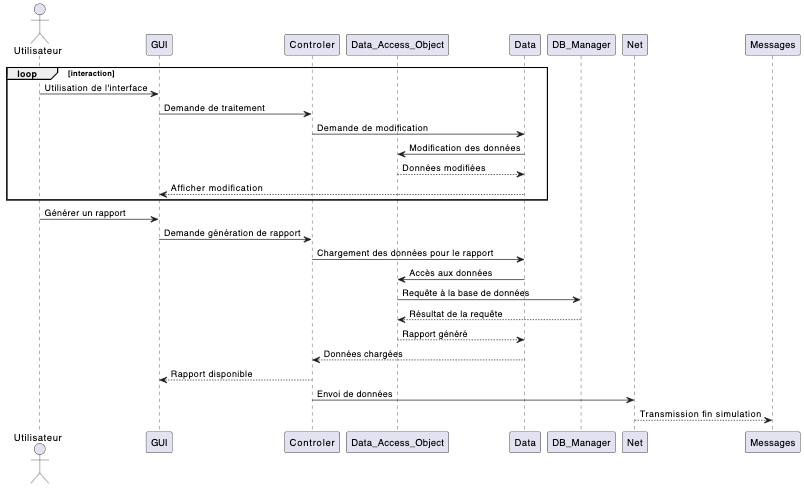 Utilisateur
GUI
Controler
Data_Access_Object
Data
DB_Manager
Net
Messages
loop
[interaction]
Utilisation de l'interface
Demande de traitement
Demande de modification
Modification des données
Données modifiées
Afficher modification
Générer un rapport
Demande génération de rapport
Chargement des données pour le rapport
Accès aux données
Requête à la base de données
Résultat de la requête
Rapport généré
Données chargées
Rapport disponible
Envoi de données
Transmission fin simulation
Utilisateur
GUI
Controler
Data_Access_Object
Data
DB_Manager
Net
Messages